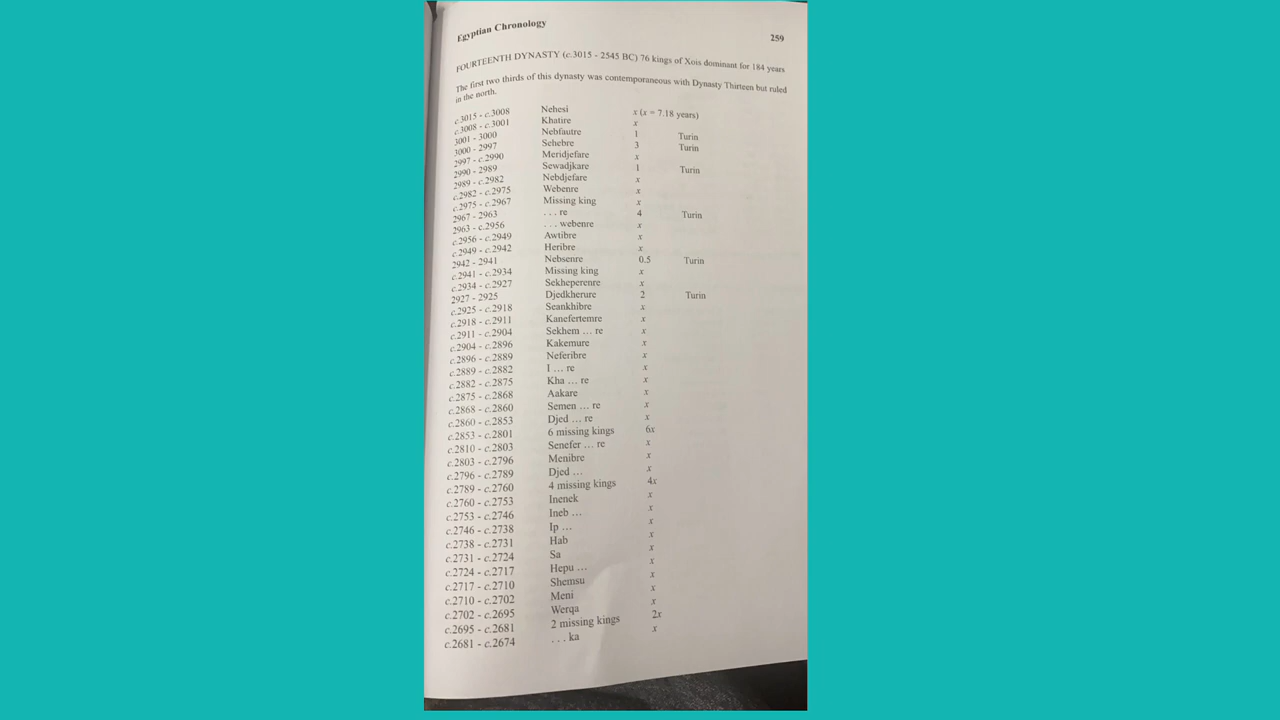 Egyptian Chronology 259
FOURTEENTH DYNASTY (c.3015 - 2545 BC) 76 kings of Xois dominant for 184 years
The first two thirds of this dynasty was contemporaneous with Dynasty Thirteen but ruled
in the north.
c.3015 - c.3008 Nehesi x (x = 7.18 years)
c.3008 - c.3001 Khatire x
3001 - 3000 Nebfautre 1 Turin
3000 - 2997 Sehebre 3 Turin
2997 - c.2990 Meridjefare x
2990 - 2989 Sewadjkare 1 Turin
2989 - c.2982 Nebdjefare x
c.2982 - c.2975 Webenre x
c.2975 - c.2967 Missing king x
2967 - 2963 . . . re 4 Turin
2963 - c.2956 . . . webenre x
c.2956 - c.2949 Awtibre x
c.2949 - c.2942 Heribre x
2942 - 2941 Nebsenre 0.5 Turin
c.2941 - c.2934 Missing king x
c.2934 - c.2927 Sekheperenre x
2927 - 2925 Djedkherure 2 Turin
c.2925 - c.2918 Seankhibre x
c.2918 - c.2911 Kanefertemre x
c.2911 - c.2904 Sekhem ... re x
c.2904 - c.2896 Kakemure x
c.2896 - c.2889 Neferibre x
c.2889 - c.2882 I ... re x
c.2882 - c.2875 Kha ... re x
c.2875 - c.2868 Aakare x
c.2868 - c.2860 Semen ... re x
c.2860 - c.2853 Djed ... re x
c.2853 - c.2801 6 missing kings 6x
c.2810 - c.2803 Senefer ... re x
c.2803 - c.2796 Menibre x
c.2796 - c.2789 Djed ... x
c.2789 - c.2760 4 missing kings 4x
c.2760 - c.2753 Inenek x
c.2753 - c.2746 Ineb ... x
c.2746 - c.2738 Ip ... x
c.2738 - c.2731 Hab x
c.2731 - c.2724 Sa x
c.2724 - c.2717 Hepu ... x
c.2717 - c.2710 Shemsu x
c.2710 - c.2702 Meni x
c.2702 - c.2695 Werqa x
c.2695 - c.2681 2 missing kings 2x
c.2681 - c.2674 . . . ka x